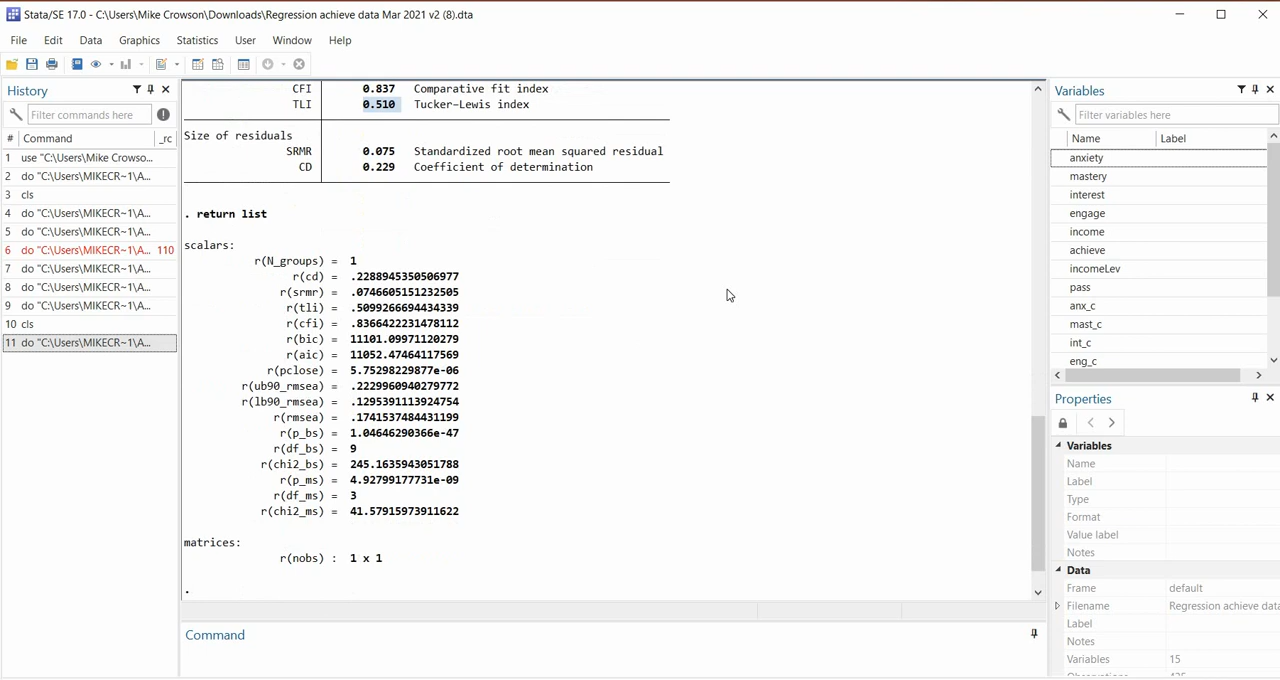 Stata/SE 17.0 - C:\Users\Mike Crowson\Downloads\Regression achieve data Mar 2021 v2 (8).dta
File Edit Data Graphics Statistics User Window Help
History
Filter commands here
# Command _rc
1 use "C:\Users\Mike Crowso...
2 do "C:\Users\MIKECR~1\A...
3 cls
4 do "C:\Users\MIKECR~1\A...
5 do "C:\Users\MIKECR~1\A...
6 do "C:\Users\MIKECR~1\A... 110
7 do "C:\Users\MIKECR~1\A...
8 do "C:\Users\MIKECR~1\A...
9 do "C:\Users\MIKECR~1\A...
10 cls
11 do "C:\Users\MIKECR~1\A...
CFI 0.837 Comparative fit index
TLI 0.510 Tucker-Lewis index
Size of residuals
SRMR 0.075 Standardized root mean squared residual
CD 0.229 Coefficient of determination
. return list
scalars:
r(N_groups) = 1
r(cd) = .2288945350506977
r(srmr) = .0746605151232505
r(tli) = .5099266694434339
r(cfi) = .8366422231478112
r(bic) = 11101.09971120279
r(aic) = 11052.47464117569
r(pclose) = 5.75298229877e-06
r(ub90_rmsea) = .2229960940279772
r(lb90_rmsea) = .1295391113924754
r(rmsea) = .1741537484431199
r(p_bs) = 1.04646290366e-47
r(df_bs) = 9
r(chi2_bs) = 245.1635943051788
r(p_ms) = 4.92799177731e-09
r(df_ms) = 3
r(chi2_ms) = 41.57915973911622
matrices:
r(nobs) : 1 x 1
.
Command
Variables
Filter variables here
Name Label
anxiety
mastery
interest
engage
income
achieve
incomeLev
pass
anx_c
mast_c
int_c
eng_c
Properties
Variables
Name
Label
Type
Format
Value label
Notes
Data
Frame default
Filename Regression achieve data
Label
Notes
Variables 15